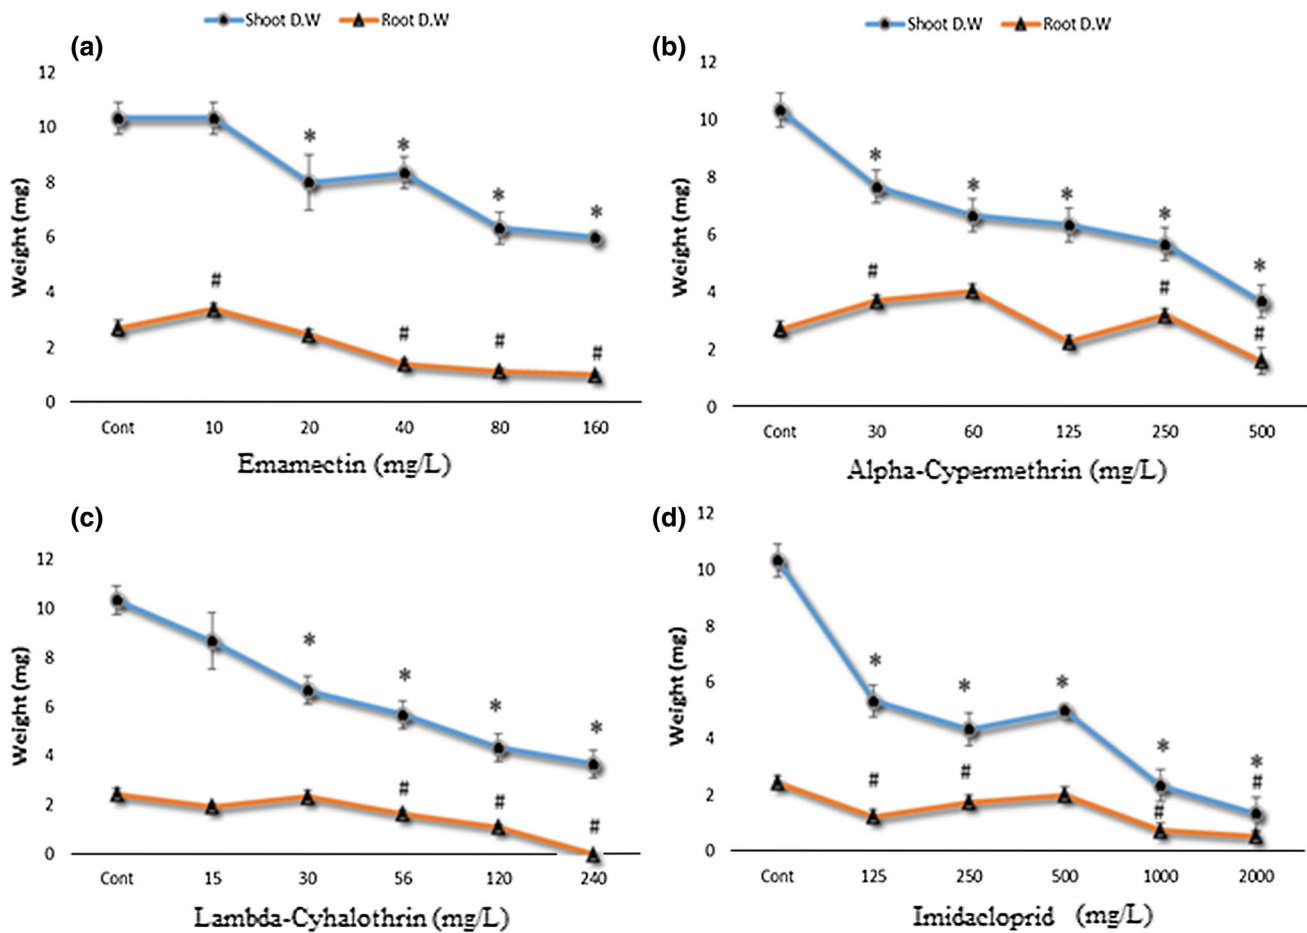 Shoot D.W Root D.W
(a)
12
10
8
6
4
2
0
Weight (mg)
* * * *
# # # #
Cont 10 20 40 80 160
Emamectin (mg/L)
Shoot D.W Root D.W
(b)
12
10
8
6
4
2
0
Weight (mg)
* * * * *
# # #
Cont 30 60 125 250 500
Alpha-Cypermethrin (mg/L)
(c)
12
10
8
6
4
2
0
Weight (mg)
* * * *
# # #
Cont 15 30 56 120 240
Lambda-Cyhalothrin (mg/L)
(d)
12
10
8
6
4
2
0
Weight (mg)
* * * * *
# # # #
Cont 125 250 500 1000 2000
Imidacloprid (mg/L)